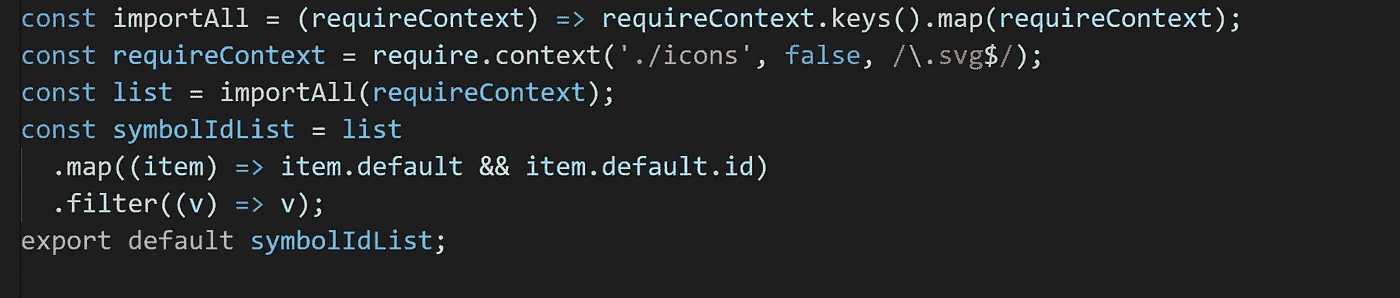 const importAll = (requireContext) => requireContext.keys().map(requireContext);
const requireContext = require.context('./icons', false, /\.svg$/);
const list = importAll(requireContext);
const symbolIdList = list
  .map((item) => item.default && item.default.id)
  .filter((v) => v);
export default symbolIdList;